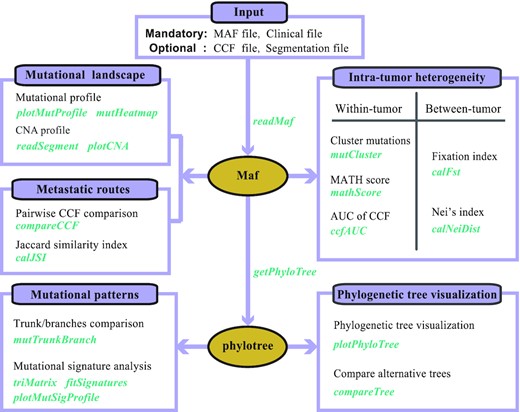 Input
Mandatory: MAF file, Clinical file
Optional : CCF file, Segmentation file
Mutational landscape
Mutational profile
plotMutProfile mutHeatmap
CNA profile
readSegment plotCNA
Metastatic routes
Pairwise CCF comparison
compareCCF
Jaccard similarity index
calJSI
readMaf
Maf
Intra-tumor heterogeneity
Within-tumor
Between-tumor
Cluster mutations
mutCluster
MATH score
mathScore
AUC of CCF
ccfAUC
Fixation index
calFst
Nei's index
calNeiDist
getPhyloTree
Mutational patterns
Trunk/branches comparison
mutTrunkBranch
Mutational signature analysis
triMatrix fitSignatures
plotMutSigProfile
phylotree
Phylogenetic tree visualization
Phylogenetic tree visualization
plotPhyloTree
Compare alternative trees
compareTree